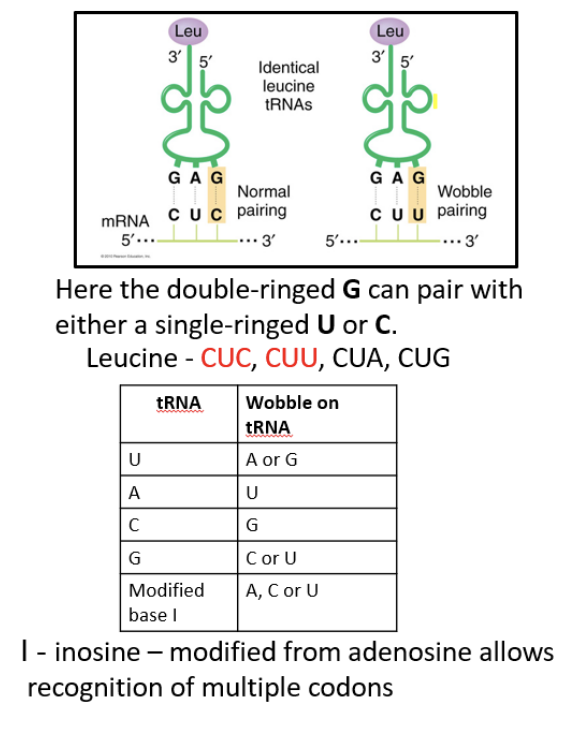 Leu
Leu
3′ 5′
3′ 5′
Identical
leucine
tRNAs
G A G
G A G
Normal
pairing
Wobble
pairing
mRNA
C U C
C U U
5′••• ••• 3′
5′••• ••• 3′
Here the double-ringed G can pair with
either a single-ringed U or C.
Leucine - CUC, CUU, CUA, CUG
tRNA
Wobble on
tRNA
U A or G
A U
C G
G C or U
Modified
base I
A, C or U
I - inosine – modified from adenosine allows
recognition of multiple codons